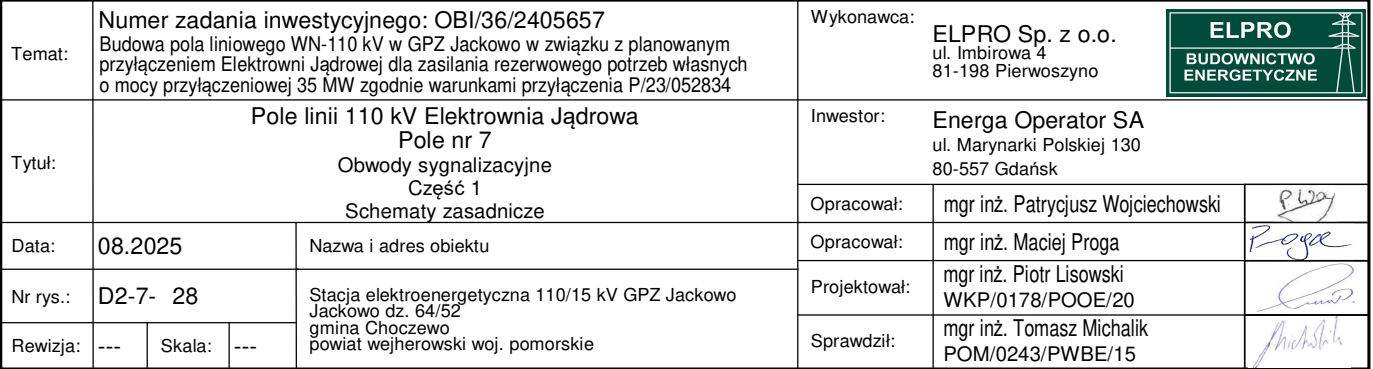 Temat:
Numer zadania inwestycyjnego: OBI/36/2405657
Budowa pola liniowego WN-110 kV w GPZ Jackowo w związku z planowanym
przyłączeniem Elektrowni Jądrowej dla zasilania rezerwowego potrzeb własnych
o mocy przyłączeniowej 35 MW zgodnie warunkami przyłączenia P/23/052834
Wykonawca:
ELPRO Sp. z o.o.
ul. Imbirowa 4
81-198 Pierwoszyno
ELPRO
BUDOWNICTWO
ENERGETYCZNE
Tytuł:
Pole linii 110 kV Elektrownia Jądrowa
Pole nr 7
Obwody sygnalizacyjne
Część 1
Schematy zasadnicze
Inwestor:
Energa Operator SA
ul. Marynarki Polskiej 130
80-557 Gdańsk
Opracował:
mgr inż. Patrycjusz Wojciechowski
Data:
08.2025
Nazwa i adres obiektu
Opracował:
mgr inż. Maciej Proga
Proga
Nr rys.:
D2-7- 28
Stacja elektroenergetyczna 110/15 kV GPZ Jackowo
Jackowo dz. 64/52
gmina Choczewo
powiat wejherowski woj. pomorskie
Projektował:
mgr inż. Piotr Lisowski
WKP/0178/POOE/20
Rewizja:
---
Skala:
---
Sprawdził:
mgr inż. Tomasz Michalik
POM/0243/PWBE/15
Michalik